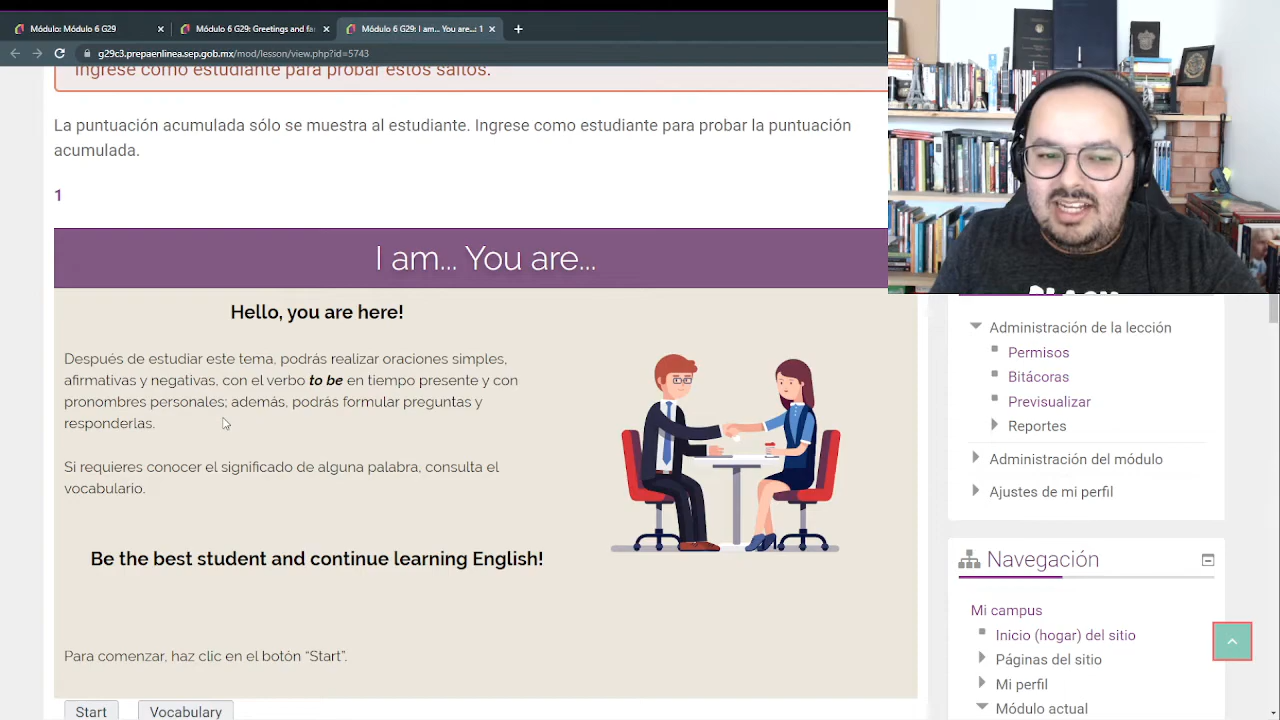 Módulo: Módulo 6 G29
Módulo 6 G29: Greetings and fa
Módulo 6 G29: I am... You are...: 1
g29c3.prepaenlinea.sep.gob.mx/mod/lesson/view.php?id=5743
Ingrese como estudiante para probar estos saltos.
La puntuación acumulada sólo se muestra al estudiante. Ingrese como estudiante para probar la puntuación
acumulada.
1
I am... You are...
Hello, you are here!
Después de estudiar este tema, podrás realizar oraciones simples,
afirmativas y negativas, con el verbo to be en tiempo presente y con
pronombres personales; además, podrás formular preguntas y
responderlas.
Si requieres conocer el significado de alguna palabra, consulta el
vocabulario.
Be the best student and continue learning English!
Para comenzar, haz clic en el botón “Start”.
Start
Vocabulary
Administración de la lección
Permisos
Bitácoras
Previsualizar
Reportes
Administración del módulo
Ajustes de mi perfil
Navegación
Mi campus
Inicio (hogar) del sitio
Páginas del sitio
Mi perfil
Módulo actual